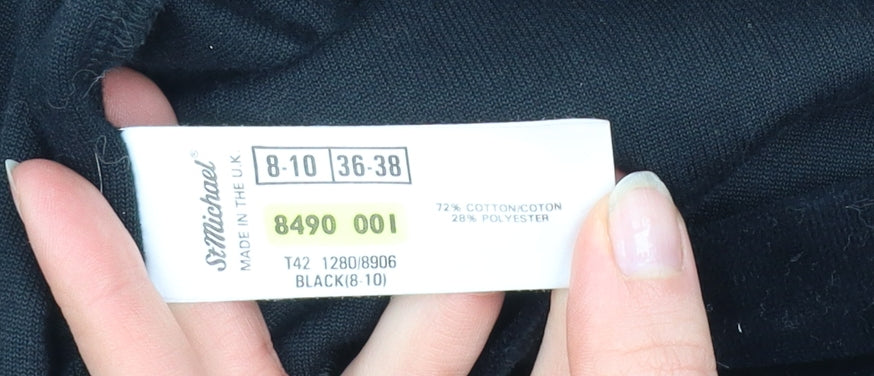 St Michael®
MADE IN THE U.K.
8-10 36-38
8490 001
T42 1280/8906
BLACK(8-10)
72% COTTON/COTON
28% POLYESTER